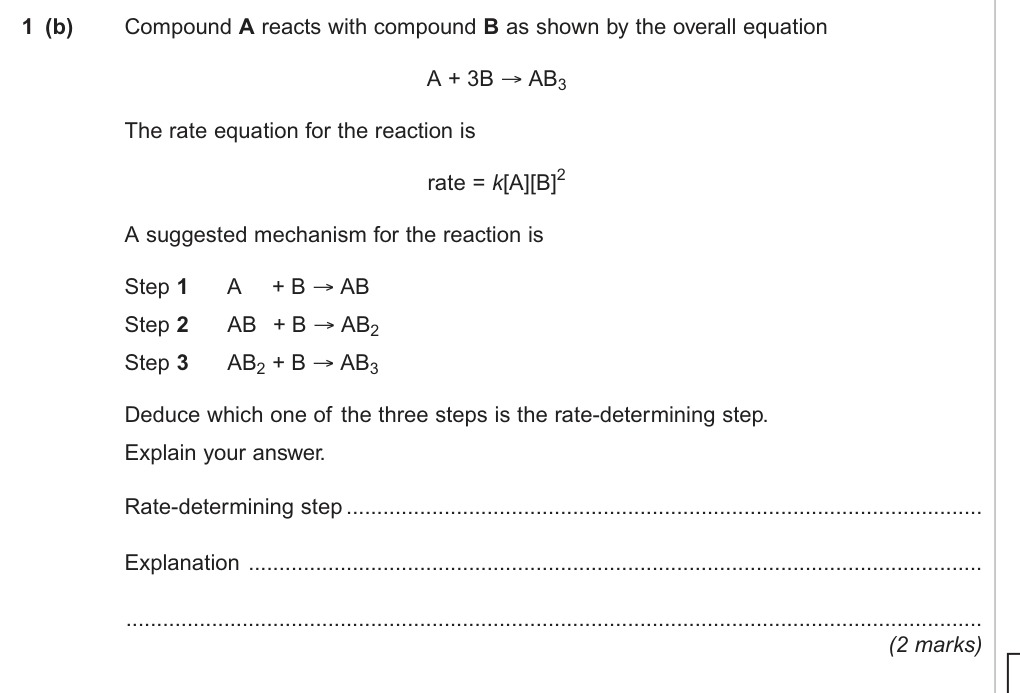 1 (b) Compound A reacts with compound B as shown by the overall equation
A + 3B → AB₃
The rate equation for the reaction is
rate = k[A][B]²
A suggested mechanism for the reaction is
Step 1 A + B → AB
Step 2 AB + B → AB₂
Step 3 AB₂ + B → AB₃
Deduce which one of the three steps is the rate-determining step.
Explain your answer.
Rate-determining step ..........................................................................................................
Explanation ..........................................................................................................................
..............................................................................................................................................
(2 marks)